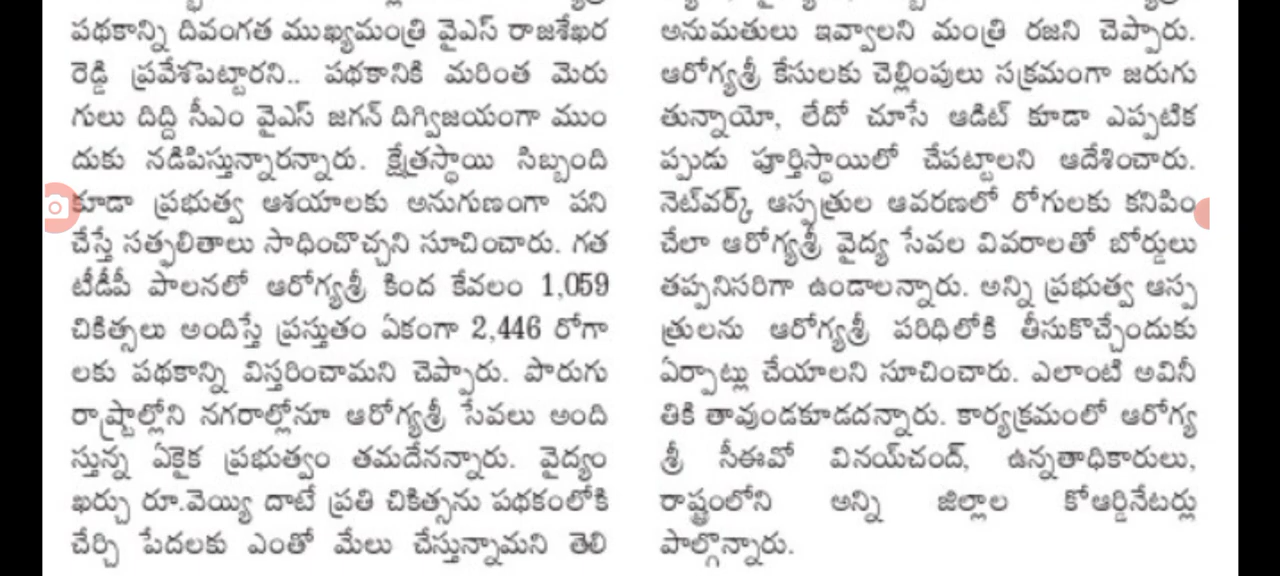 పథకాన్ని దివంగత ముఖ్యమంత్రి వైఎస్ రాజశేఖర
రెడ్డి ప్రవేశపెట్టారని.. పథకానికి మరింత మెరు
గులు దిద్ది సీఎం వైఎస్ జగన్ దిగ్విజయంగా ముం
దుకు నడిపిస్తున్నారన్నారు. క్షేత్రస్థాయి సిబ్బంది
కూడా ప్రభుత్వ ఆశయాలకు అనుగుణంగా పని
చేస్తే సత్ఫలితాలు సాధించొచ్చని సూచించారు. గత
టీడీపీ పాలనలో ఆరోగ్యశ్రీ కింద కేవలం 1,059
చికిత్సలు అందిస్తే ప్రస్తుతం ఏకంగా 2,446 రోగా
లకు పథకాన్ని విస్తరించామని చెప్పారు. పొరుగు
రాష్ట్రాల్లోని నగరాల్లోనూ ఆరోగ్యశ్రీ సేవలు అంది
స్తున్న ఏకైక ప్రభుత్వం తమదేనన్నారు. వైద్యం
ఖర్చు రూ.వెయ్యి దాటే ప్రతి చికిత్సను పథకంలోకి
చేర్చి పేదలకు ఎంతో మేలు చేస్తున్నామని తెలి
అనుమతులు ఇవ్వాలని మంత్రి రజని చెప్పారు.
ఆరోగ్యశ్రీ కేసులకు చెల్లింపులు సక్రమంగా జరుగు
తున్నాయో, లేదో చూసే ఆడిట్ కూడా ఎప్పటిక
ప్పుడు పూర్తిస్థాయిలో చేపట్టాలని ఆదేశించారు.
నెట్‌వర్క్ ఆస్పత్రుల ఆవరణలో రోగులకు కనిపిం
చేలా ఆరోగ్యశ్రీ వైద్య సేవల వివరాలతో బోర్డులు
తప్పనిసరిగా ఉండాలన్నారు. అన్ని ప్రభుత్వ ఆస్ప
త్రులను ఆరోగ్యశ్రీ పరిధిలోకి తీసుకొచ్చేందుకు
ఏర్పాట్లు చేయాలని సూచించారు. ఎలాంటి అవినీ
తికి తావుండకూడదన్నారు. కార్యక్రమంలో ఆరోగ్య
శ్రీ సీఈవో వినయ్‌చంద్, ఉన్నతాధికారులు,
రాష్ట్రంలోని అన్ని జిల్లాల కోఆర్డినేటర్లు
పాల్గొన్నారు.